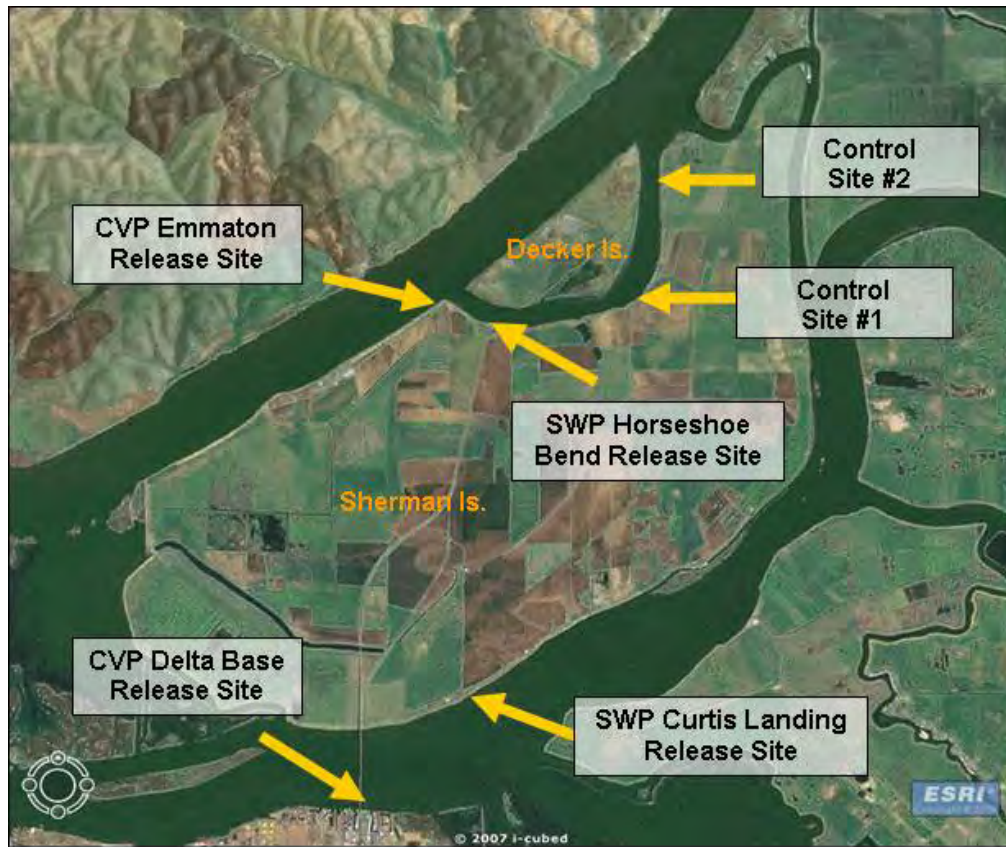 Control
Site #2
CVP Emmaton
Release Site
Decker Is.
Control
Site #1
SWP Horseshoe
Bend Release Site
Sherman Is.
CVP Delta Base
Release Site
SWP Curtis Landing
Release Site
ESRI
© 2007 i-cubed